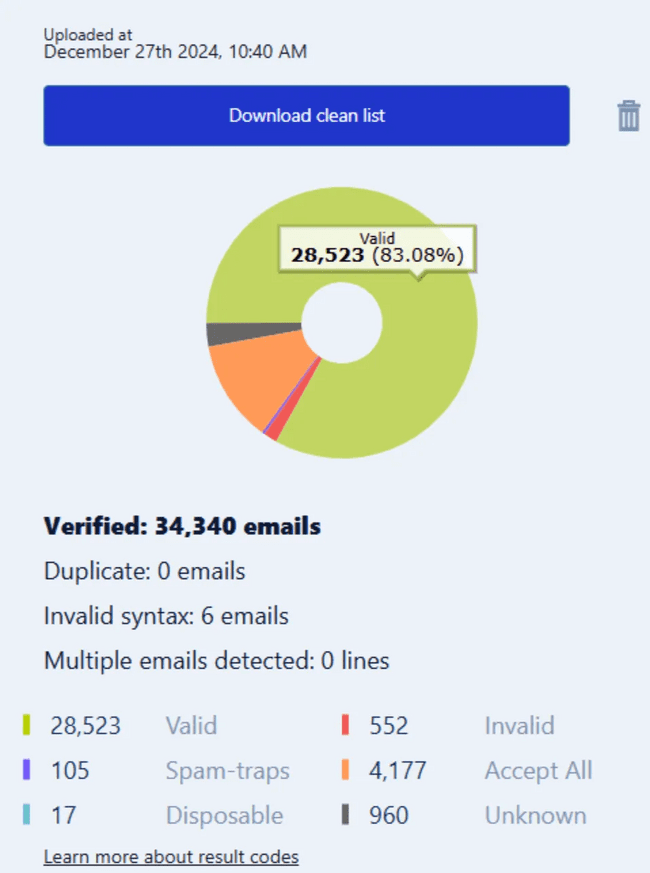 Uploaded at
December 27th 2024, 10:40 AM
Download clean list
Valid
28,523 (83.08%)
Verified: 34,340 emails
Duplicate: 0 emails
Invalid syntax: 6 emails
Multiple emails detected: 0 lines
28,523 Valid 552 Invalid
105 Spam-traps 4,177 Accept All
17 Disposable 960 Unknown
Learn more about result codes